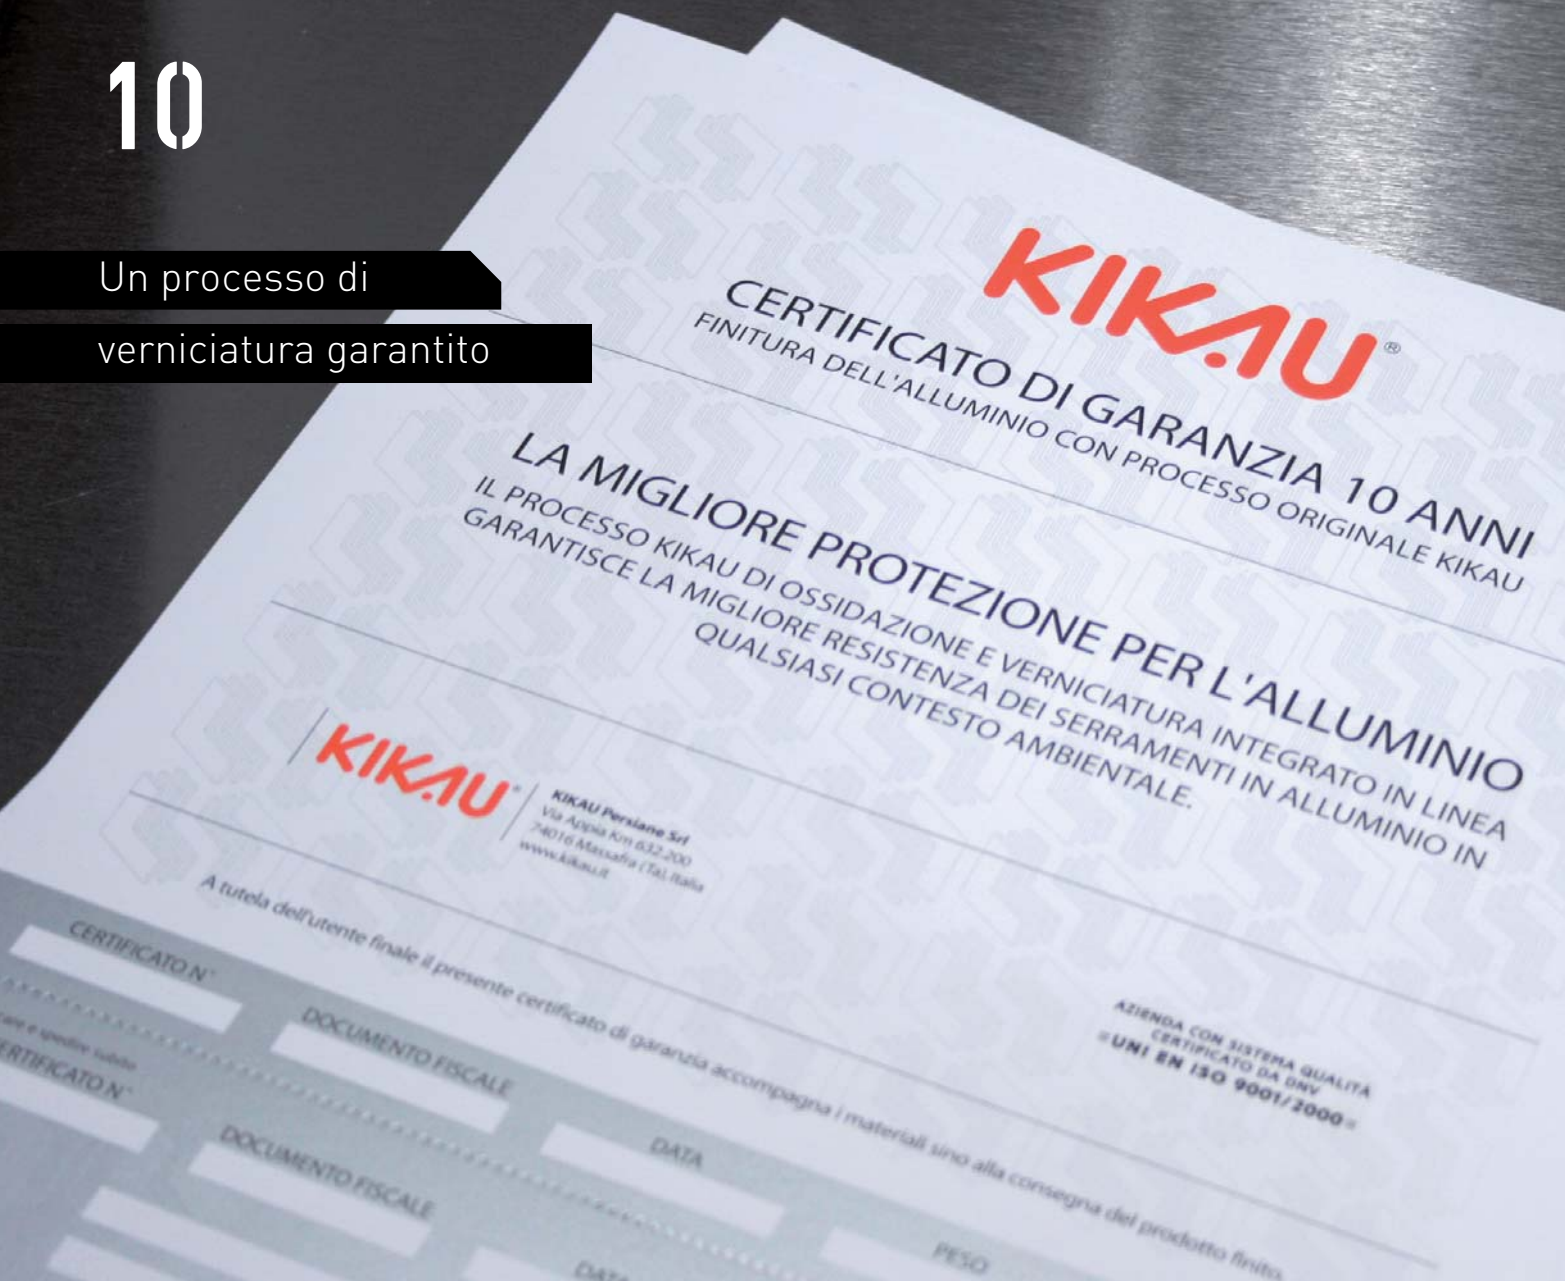 10
Un processo di
verniciatura garantito
KIKAU®
CERTIFICATO DI GARANZIA 10 ANNI
FINITURA DELL'ALLUMINIO CON PROCESSO ORIGINALE KIKAU
LA MIGLIORE PROTEZIONE PER L'ALLUMINIO
IL PROCESSO KIKAU DI OSSIDAZIONE E VERNICIATURA INTEGRATO IN LINEA
GARANTISCE LA MIGLIORE RESISTENZA DEI SERRAMENTI IN ALLUMINIO IN
QUALSIASI CONTESTO AMBIENTALE.
KIKAU®
KIKAU Persiane Srl
Via Appia Km 632,200
74016 Massafra (Ta), Italia
www.kikau.it
AZIENDA CON SISTEMA QUALITÀ
CERTIFICATO DA DNV
=UNI EN ISO 9001/2000=
A tutela dell'utente finale il presente certificato di garanzia accompagna i materiali sino alla consegna del prodotto finito.
CERTIFICATO N°
DOCUMENTO FISCALE
DATA
PESO
e spedire subito
CERTIFICATO N°
DOCUMENTO FISCALE
DATA